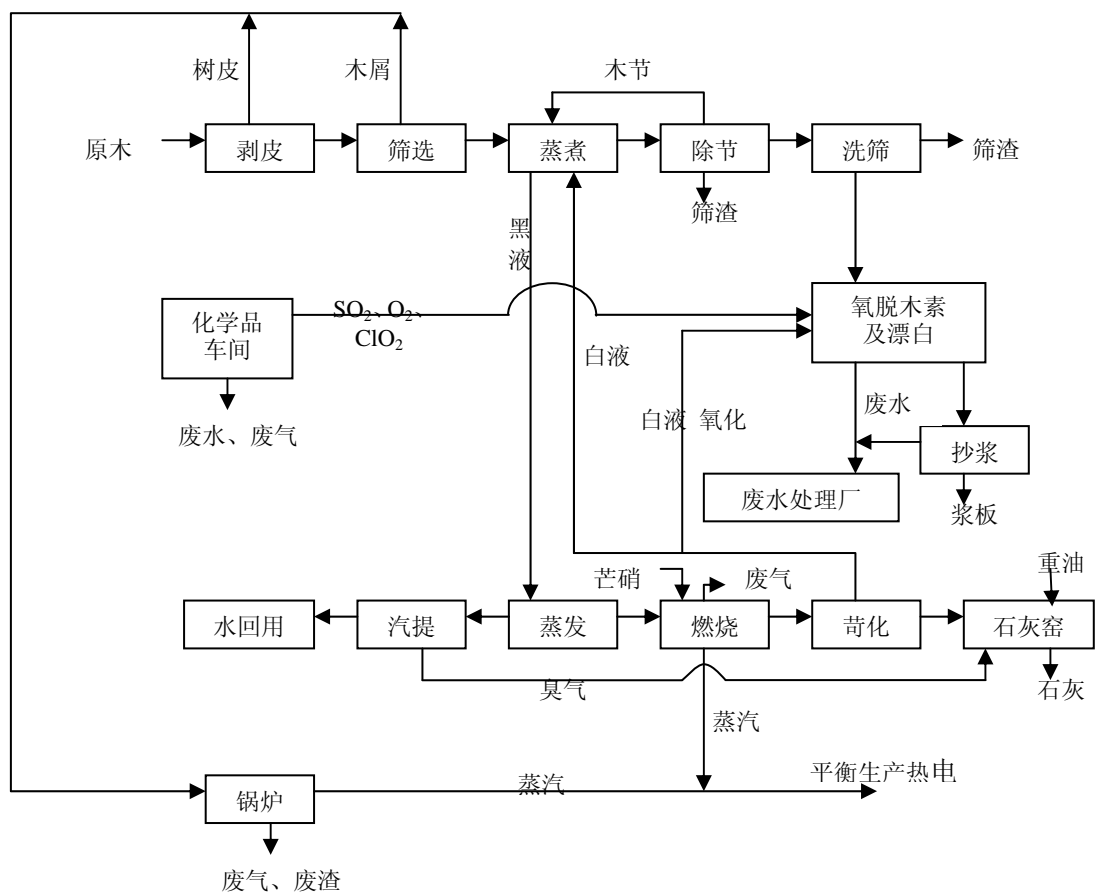 树皮
木屑
木节
原木
剥皮
筛选
蒸煮
除节
洗筛
筛渣
筛渣
黑
液
化学品
车间
SO₂、O₂、
ClO₂
氧脱木素
及漂白
白液
废水、废气
白液 氧化
废水
抄浆
废水处理厂
浆板
芒硝
废气
重油
水回用
汽提
蒸发
燃烧
苛化
石灰窑
臭气
石灰
蒸汽
蒸汽
平衡生产热电
锅炉
废气、废渣